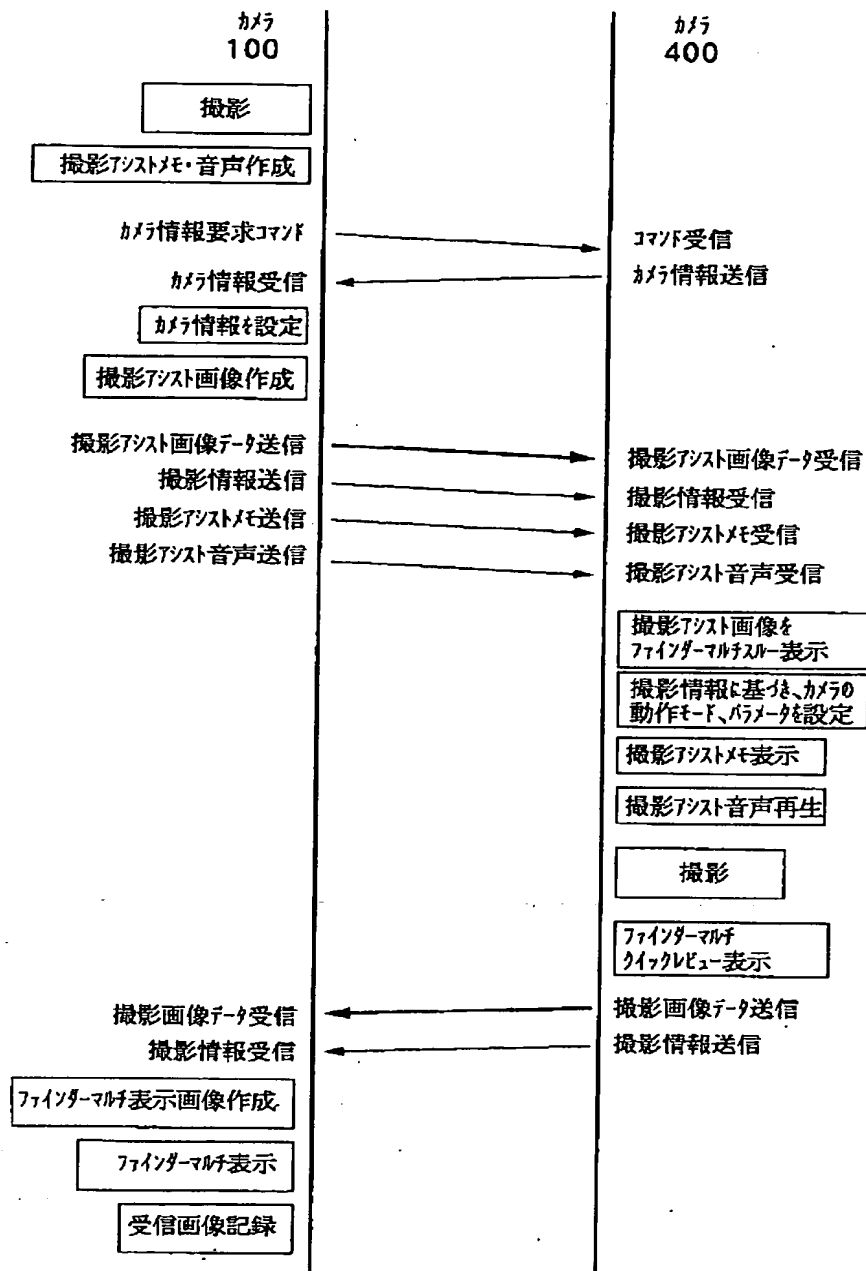 カメラ
100
カメラ
400
撮影
撮影アシストメモ・音声作成
カメラ情報要求コマンド
コマンド受信
カメラ情報受信
カメラ情報送信
カメラ情報を設定
撮影アシスト画像作成
撮影アシスト画像データ送信
撮影アシスト画像データ受信
撮影情報送信
撮影情報受信
撮影アシストメモ送信
撮影アシストメモ受信
撮影アシスト音声送信
撮影アシスト音声受信
撮影アシスト画像を
ファインダーマルチスルー表示
撮影情報に基づき、カメラの
動作モード、パラメータを設定
撮影アシストメモ表示
撮影アシスト音声再生
撮影
ファインダーマルチ
クイックレビュー表示
撮影画像データ受信
撮影画像データ送信
撮影情報受信
撮影情報送信
ファインダーマルチ表示画像作成
ファインダーマルチ表示
受信画像記録